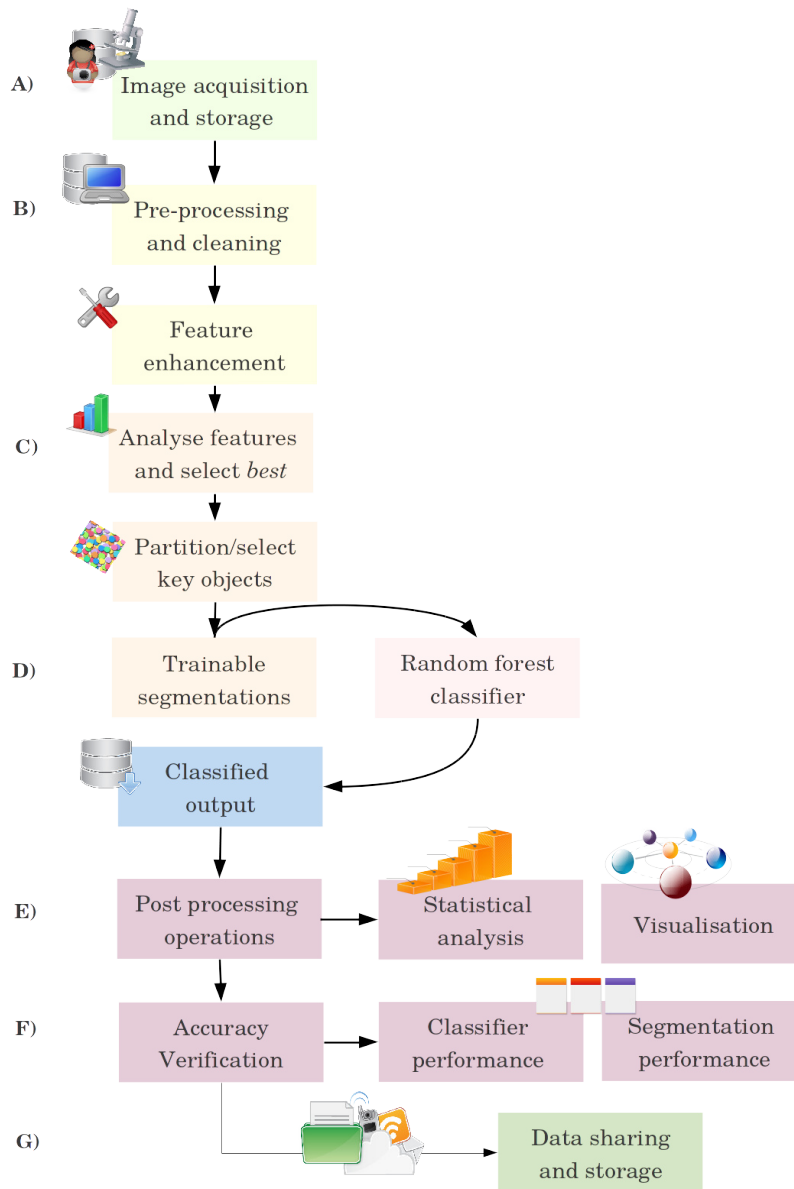 A)
Image acquisition
and storage
B)
Pre-processing
and cleaning
Feature
enhancement
C)
Analyse features
and select best
Partition/select
key objects
D)
Trainable
segmentations
Random forest
classifier
Classified
output
E)
Post processing
operations
Statistical
analysis
Visualisation
F)
Accuracy
Verification
Classifier
performance
Segmentation
performance
G)
Data sharing
and storage